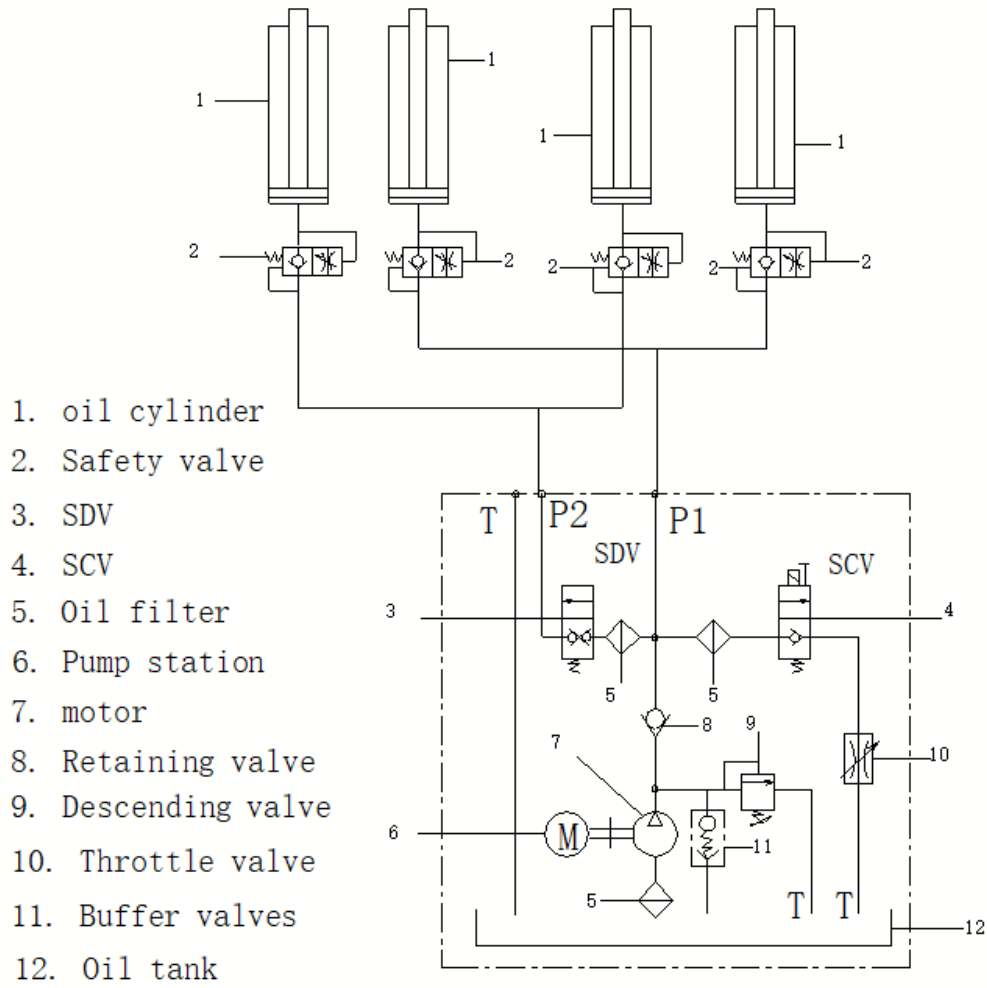 1
1
1
1
2
2
2
2
1. oil cylinder
2. Safety valve
3. SDV
4. SCV
5. Oil filter
6. Pump station
7. motor
8. Retaining valve
9. Descending valve
10. Throttle valve
11. Buffer valves
12. Oil tank
T
P2
P1
SDV
SCV
3
4
5
5
7
8
9
10
6
M
11
5
T
T
12